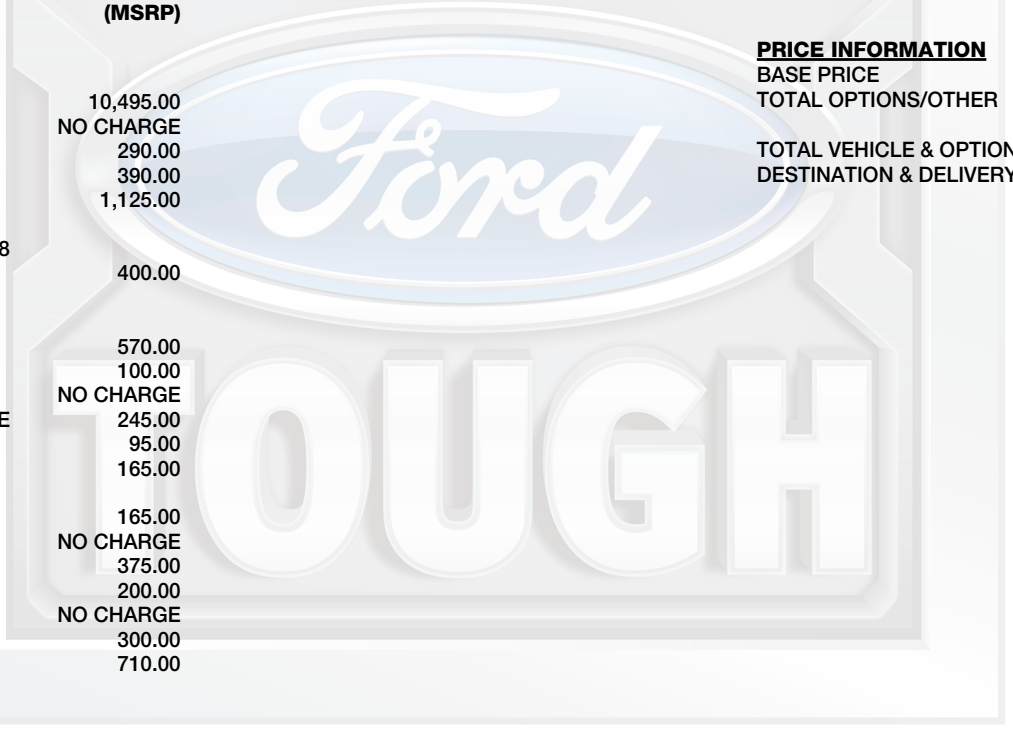 (MSRP)
10,495.00
NO CHARGE
290.00
390.00
1,125.00
8
400.00
570.00
100.00
NO CHARGE
E
245.00
95.00
165.00
165.00
NO CHARGE
375.00
200.00
NO CHARGE
300.00
710.00
PRICE INFORMATION
BASE PRICE
TOTAL OPTIONS/OTHER
TOTAL VEHICLE & OPTION
DESTINATION & DELIVERY
Ford
TOUGH